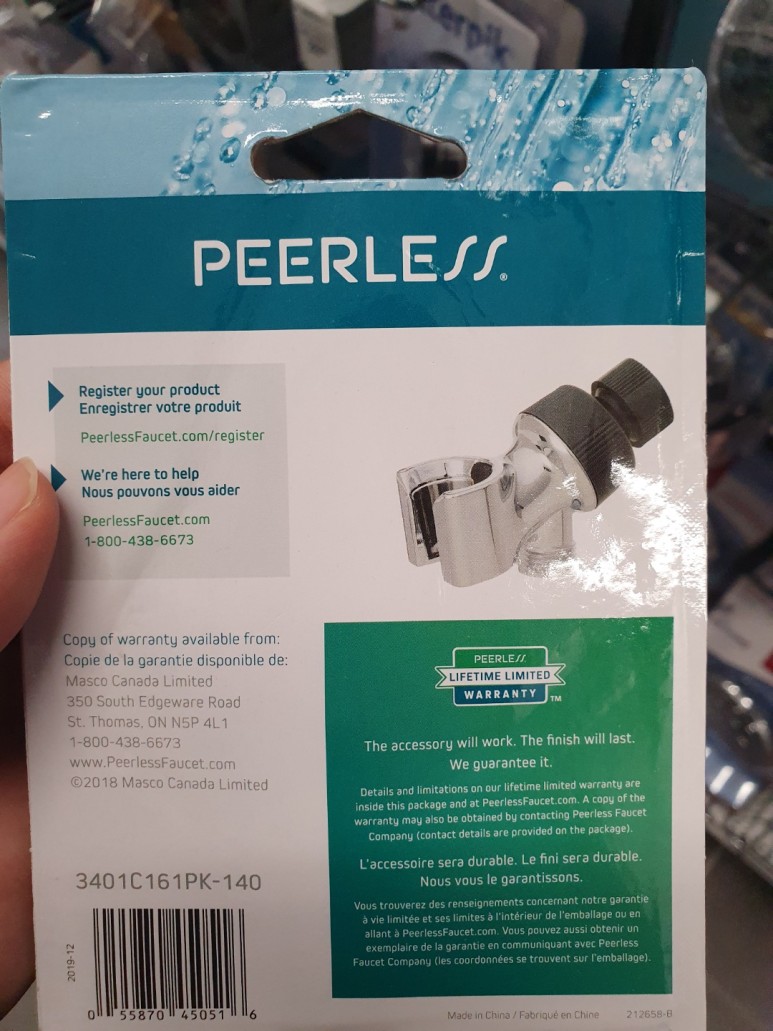 terpik
PEERLESS®
Register your product
Enregistrer votre produit
PeerlessFaucet.com/register
We're here to help
Nous pouvons vous aider
PeerlessFaucet.com
1-800-438-6673
Copy of warranty available from:
Copie de la garantie disponible de:
Masco Canada Limited
350 South Edgeware Road
St. Thomas, ON N5P 4L1
1-800-438-6673
www.PeerlessFaucet.com
©2018 Masco Canada Limited
3401C161PK-140
2019-12
0 55870 45051 6
PEERLESS
LIFETIME LIMITED
WARRANTY TM
The accessory will work. The finish will last.
We guarantee it.
Details and limitations on our lifetime limited warranty are
inside this package and at PeerlessFaucet.com. A copy of the
warranty may also be obtained by contacting Peerless Faucet
Company (contact details are provided on the package).
L'accessoire sera durable. Le fini sera durable.
Nous vous le garantissons.
Vous trouverez des renseignements concernant notre garantie
à vie limitée et ses limites à l'intérieur de l'emballage ou en
allant à PeerlessFaucet.com. Vous pouvez aussi obtenir un
exemplaire de la garantie en communiquant avec Peerless
Faucet Company (les coordonnées se trouvent sur l'emballage).
Made in China / Fabriqué en Chine 212658-B